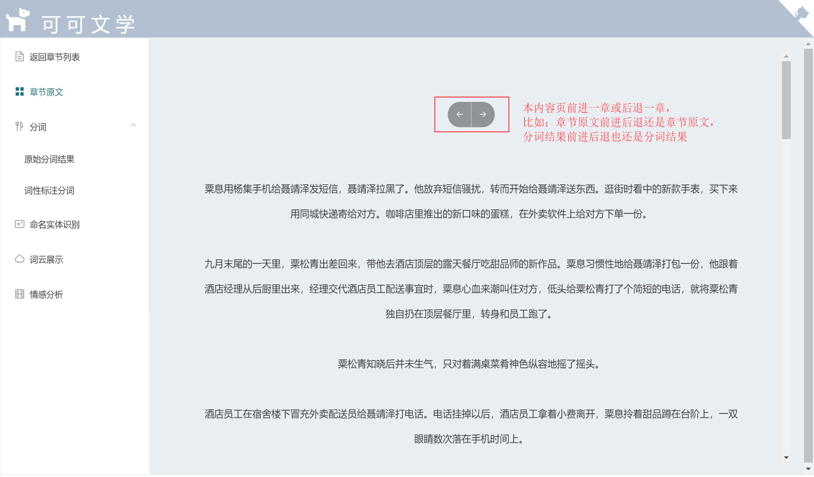 可可文学
返回章节列表
章节原文
分词
原始分词结果
词性标注分词
命名实体识别
词云展示
情感分析
本内容页前进一章或后退一章，
比如：章节原文前进后退还是章节原文，
分词结果前进后退也还是分词结果
粟息用杨集手机给聂靖泽发短信，聂靖泽拉黑了。他放弃短信骚扰，转而开始给聂靖泽送东西。逛街时看中的新款手表，买下来
用同城快递寄给对方。咖啡店里推出的新口味的蛋糕，在外卖软件上给对方下单一份。
九月末尾的一天里，粟松青出差回来，带他去酒店顶层的露天餐厅吃甜品师的新作品。粟息习惯性地给聂靖泽打包一份，他跟着
酒店经理从后厨里出来，经理交代酒店员工配送事宜时，粟息心血来潮叫住对方，低头给粟松青打了个简短的电话，就将粟松青
独自扔在顶层餐厅里，转身和员工跑了。
粟松青知晓后并未生气，只对着满桌菜肴神色纵容地摇了摇头。
酒店员工在宿舍楼下冒充外卖配送员给聂靖泽打电话。电话挂掉以后，酒店员工拿着小费离开，粟息拎着甜品蹲在台阶上，一双
眼睛数次落在手机时间上。